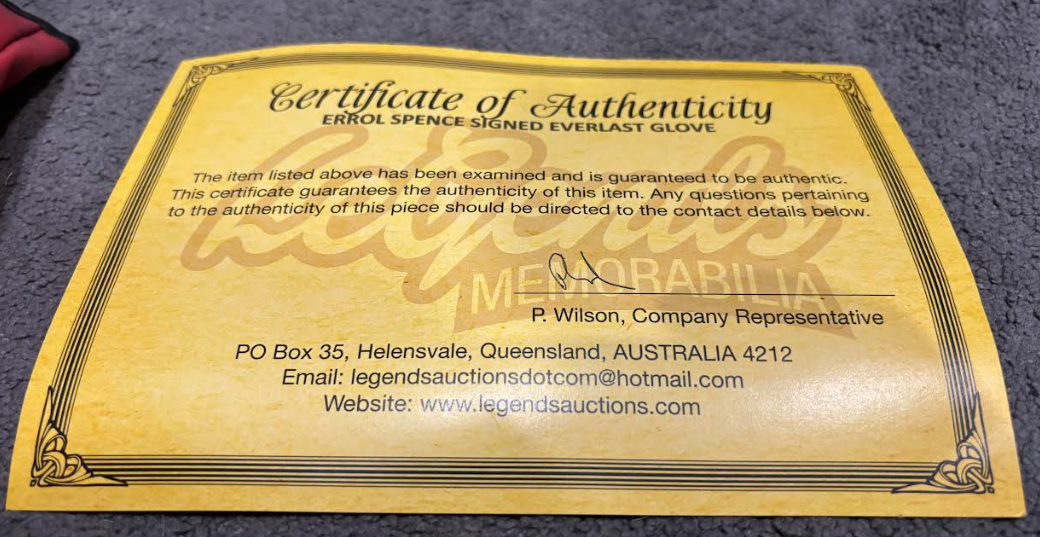 Certificate of Authenticity
ERROL SPENCE SIGNED EVERLAST GLOVE
Legends
The item listed above has been examined and is guaranteed to be authentic.
This certificate guarantees the authenticity of this item. Any questions pertaining
to the authenticity of this piece should be directed to the contact details below.
MEMORABILIA
P. Wilson, Company Representative
PO Box 35, Helensvale, Queensland, AUSTRALIA 4212
Email: legendsauctionsdotcom@hotmail.com
Website: www.legendsauctions.com